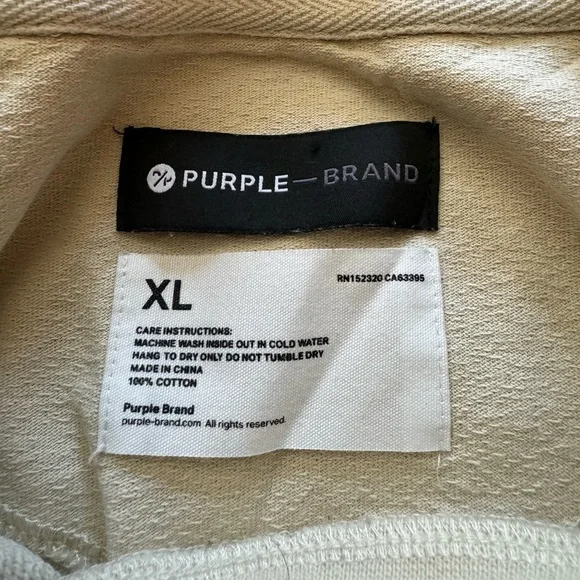 PURPLE—BRAND
XL
RN152320 CA63395
CARE INSTRUCTIONS:
MACHINE WASH INSIDE OUT IN COLD WATER
HANG TO DRY ONLY DO NOT TUMBLE DRY
MADE IN CHINA
100% COTTON
Purple Brand
purple-brand.com All rights reserved.